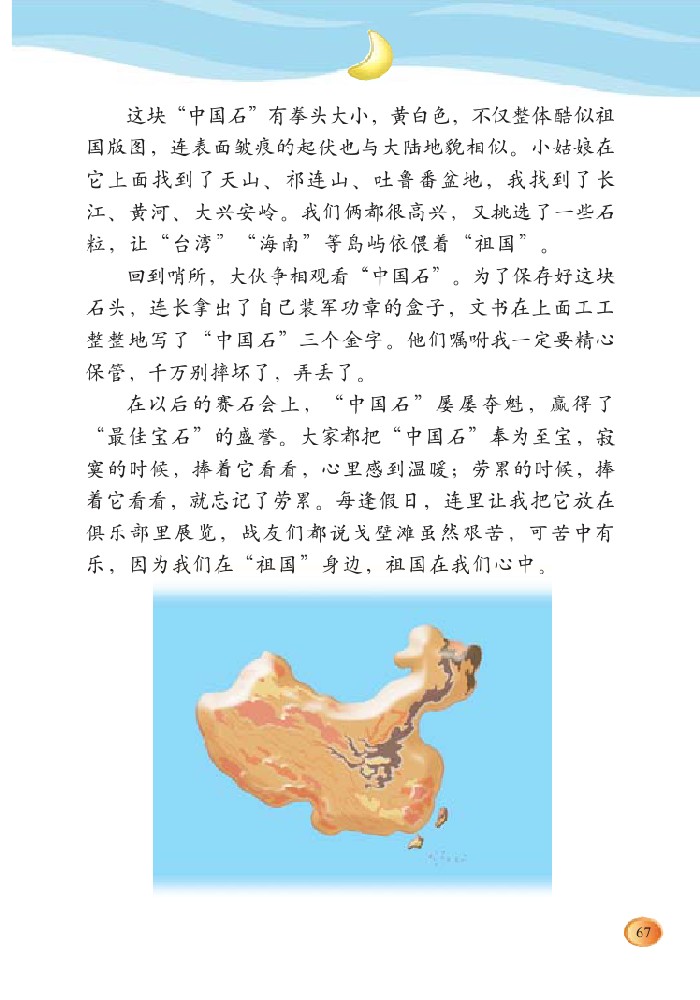 这块“中国石”有拳头大小，黄白色，不仅整体酷似祖
国版图，连表面皱痕的起伏也与大陆地貌相似。小姑娘在
它上面找到了天山、祁连山、吐鲁番盆地，我找到了长
江、黄河、大兴安岭。我们俩都很高兴，又挑选了一些石
粒，让“台湾”“海南”等岛屿依偎着“祖国”。
回到哨所，大伙争相观看“中国石”。为了保存好这块
石头，连长拿出了自己装军功章的盒子，文书在上面工工
整整地写了“中国石”三个金字。他们嘱咐我一定要精心
保管，千万别摔坏了，弄丢了。
在以后的赛石会上，“中国石”屡屡夺魁，赢得了
“最佳宝石”的盛誉。大家都把“中国石”奉为至宝，寂
寞的时候，捧着它看看，心里感到温暖；劳累的时候，捧
着它看看，就忘记了劳累。每逢假日，连里让我把它放在
俱乐部里展览，战友们都说戈壁滩虽然艰苦，可苦中有
乐，因为我们在“祖国”身边，祖国在我们心中。
67